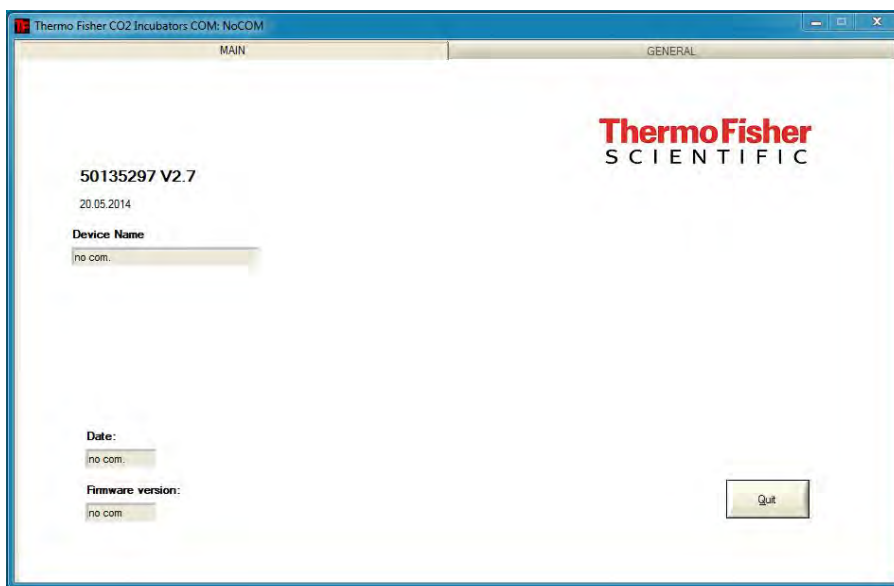 Thermo Fisher CO2 Incubators COM: NoCOM
MAIN GENERAL
ThermoFisher
SCIENTIFIC
50135297 V2.7
20.05.2014
Device Name
no com.
Date:
no com.
Firmware version:
no com
Quit